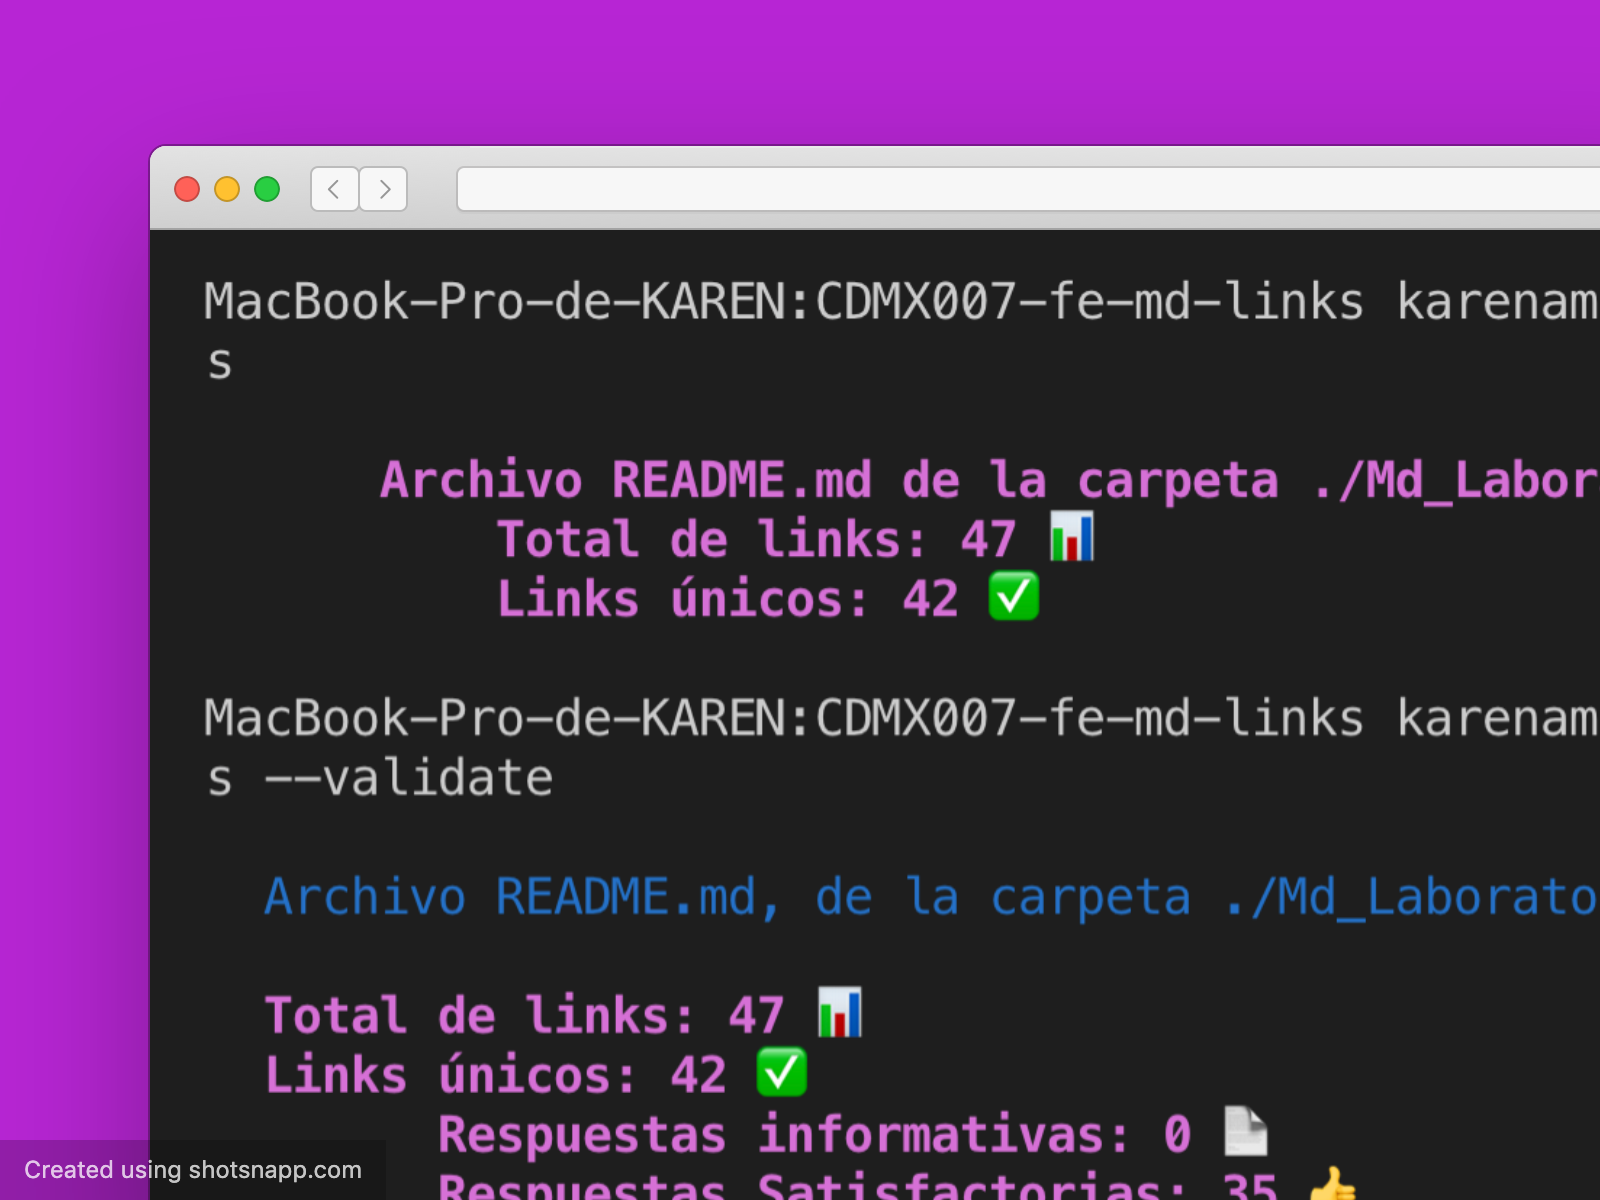 MacBook-Pro-de-KAREN:CDMX007-fe-md-links karenam
s
Archivo README.md de la carpeta ./Md_Labor
Total de links: 47 📊
Links únicos: 42 ✅
MacBook-Pro-de-KAREN:CDMX007-fe-md-links karenam
s --validate
Archivo README.md, de la carpeta ./Md_Laborato
Total de links: 47 📊
Links únicos: 42 ✅
Respuestas informativas: 0 📄
Respuestas Satisfactorias: 35 👍
Created using shotsnapp.com